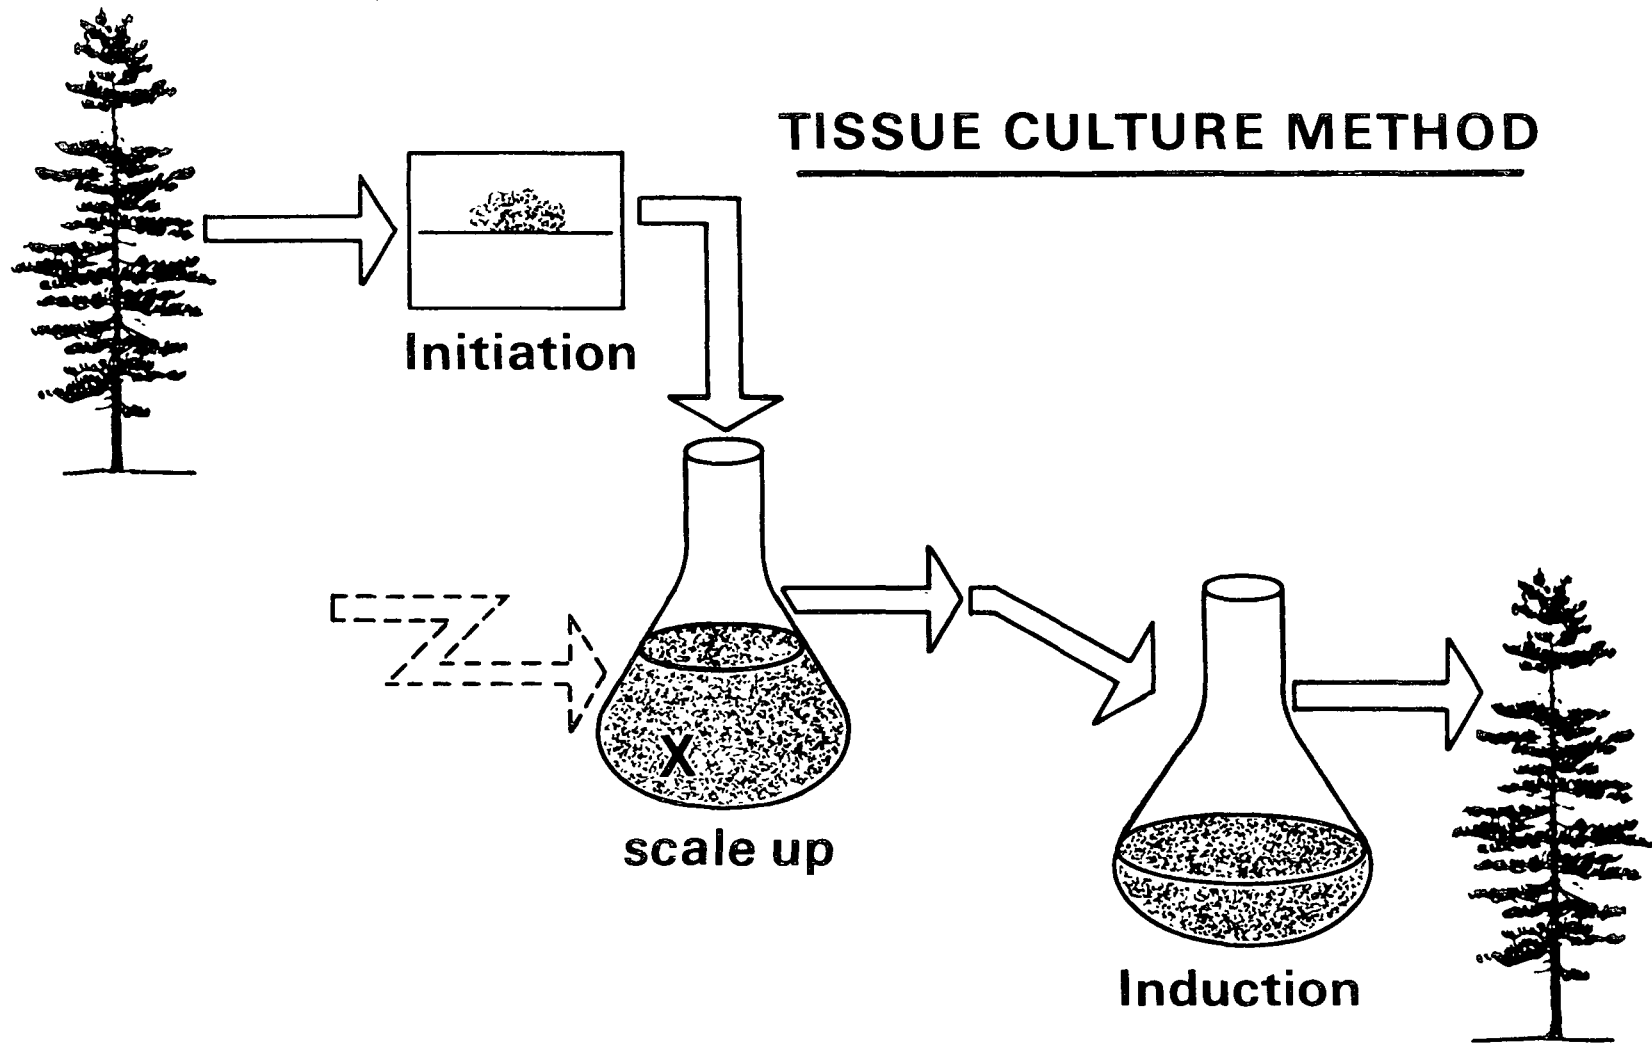 TISSUE CULTURE METHOD
Initiation
X
scale up
Induction